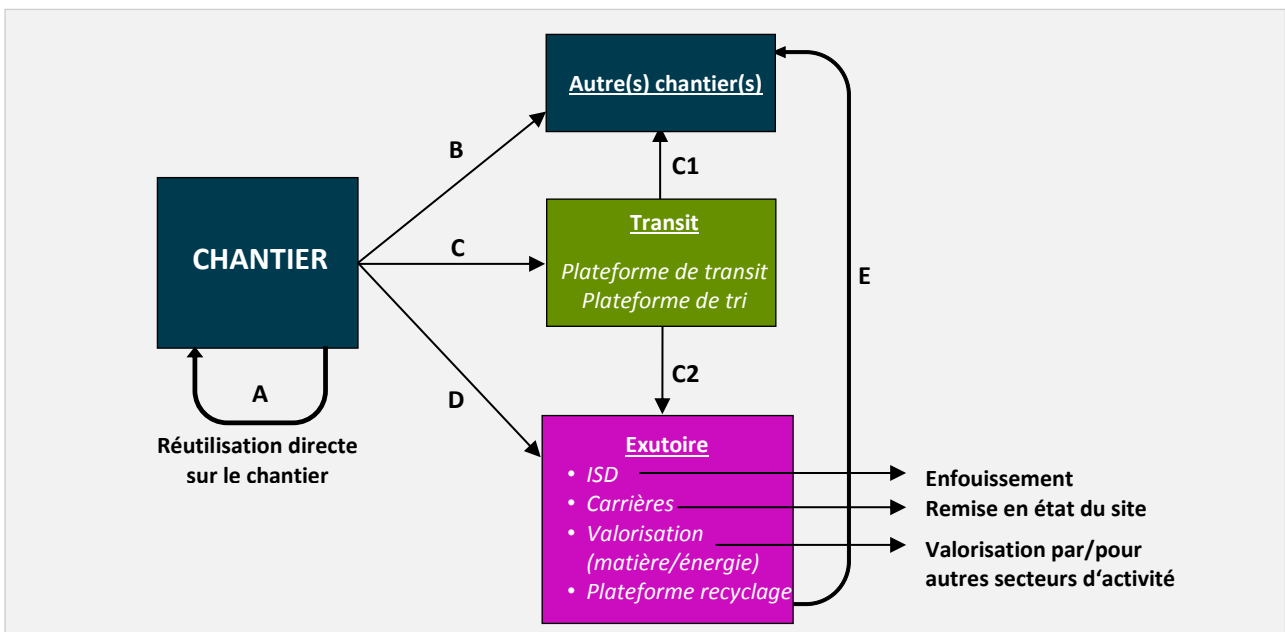 Autre(s) chantier(s)
B
C1
CHANTIER
Transit
Plateforme de transit
Plateforme de tri
C
E
A
Réutilisation directe
sur le chantier
D
C2
Exutoire
• ISD
• Carrières
• Valorisation
(matière/énergie)
• Plateforme recyclage
Enfouissement
Remise en état du site
Valorisation par/pour
autres secteurs d‘activité